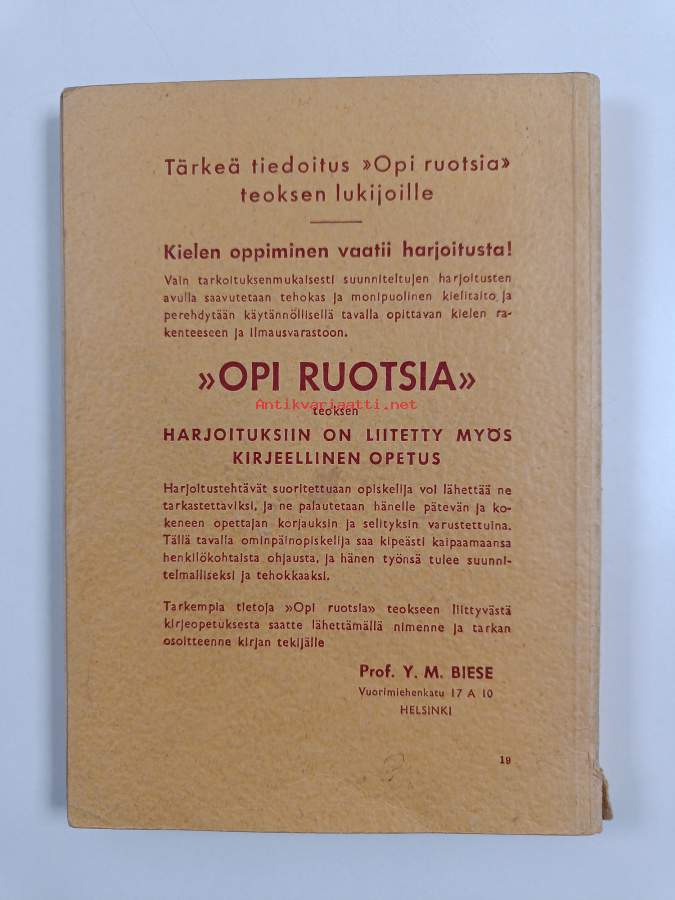 Tärkeä tiedoitus »Opi ruotsia»
teoksen lukijoille
Kielen oppiminen vaatii harjoitusta!
Vain tarkoituksenmukaisesti suunniteltujen harjoitusten
avulla saavutetaan tehokas ja monipuolinen kielitaito ja
perehdytään käytännöllisellä tavalla opittavan kielen ra-
kenteeseen ja ilmausvarastoon.
»OPI RUOTSIA»
Antikvariaatti.net
teoksen
HARJOITUKSIIN ON LIITETTY MYÖS
KIRJEELLINEN OPETUS
Harjoitustehtävät suoritettuaan opiskelija voi lähettää ne
tarkastettaviksi, ja ne palautetaan hänelle pätevän ja ko-
keneen opettajan korjauksin ja selityksin varustettuina.
Tällä tavalla ominpäinopiskelija saa kipeästi kaipaamaansa
henkilökohtaista ohjausta, ja hänen työnsä tulee suunni-
telmalliseksi ja tehokkaaksi.
Tarkempia tietoja »Opi ruotsia» teokseen liittyvästä
kirjeopetuksesta saatte lähettämällä nimenne ja tarkan
osoitteenne kirjan tekijälle
Prof. Y. M. BIESE
Vuorimiehenkatu 17 A 10
HELSINKI
19